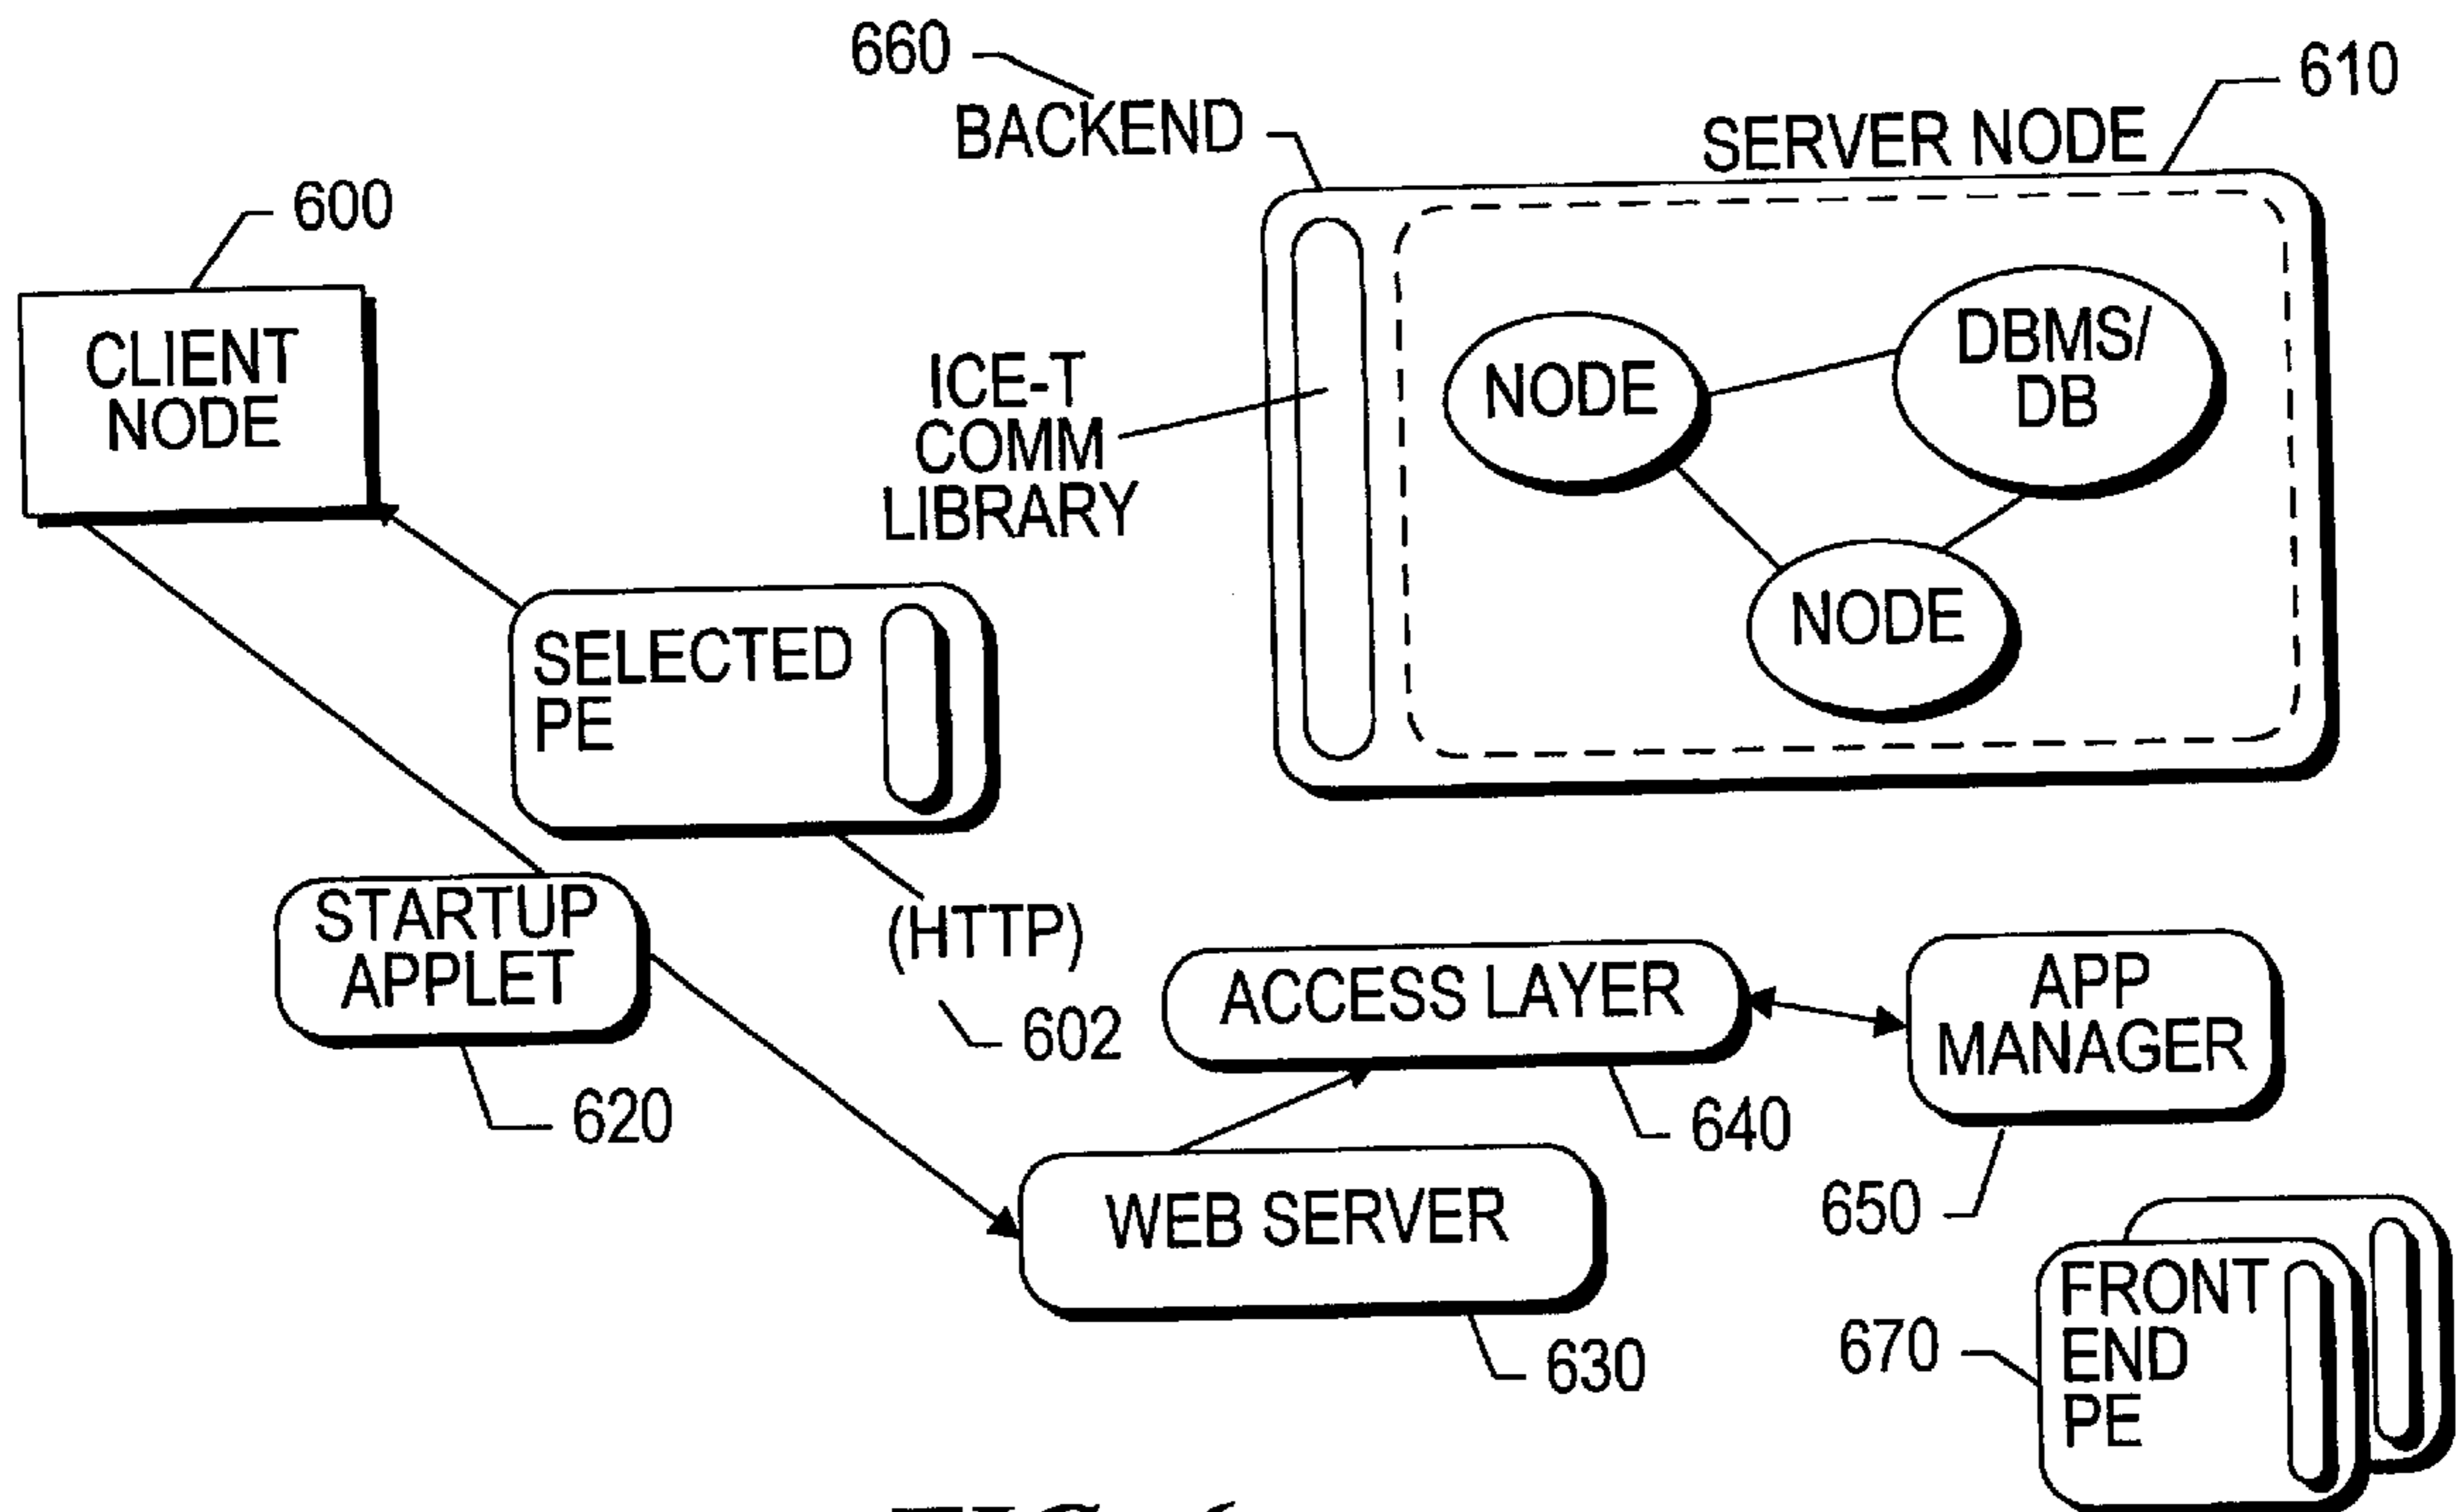 660
BACKEND
610
SERVER NODE
600
CLIENT
NODE
ICE-T
COMM
LIBRARY
NODE
DBMS/
DB
NODE
SELECTED
PE
STARTUP
APPLET
(HTTP)
602
620
ACCESS LAYER
640
APP
MANAGER
650
WEB SERVER
630
FRONT
END
PE
670